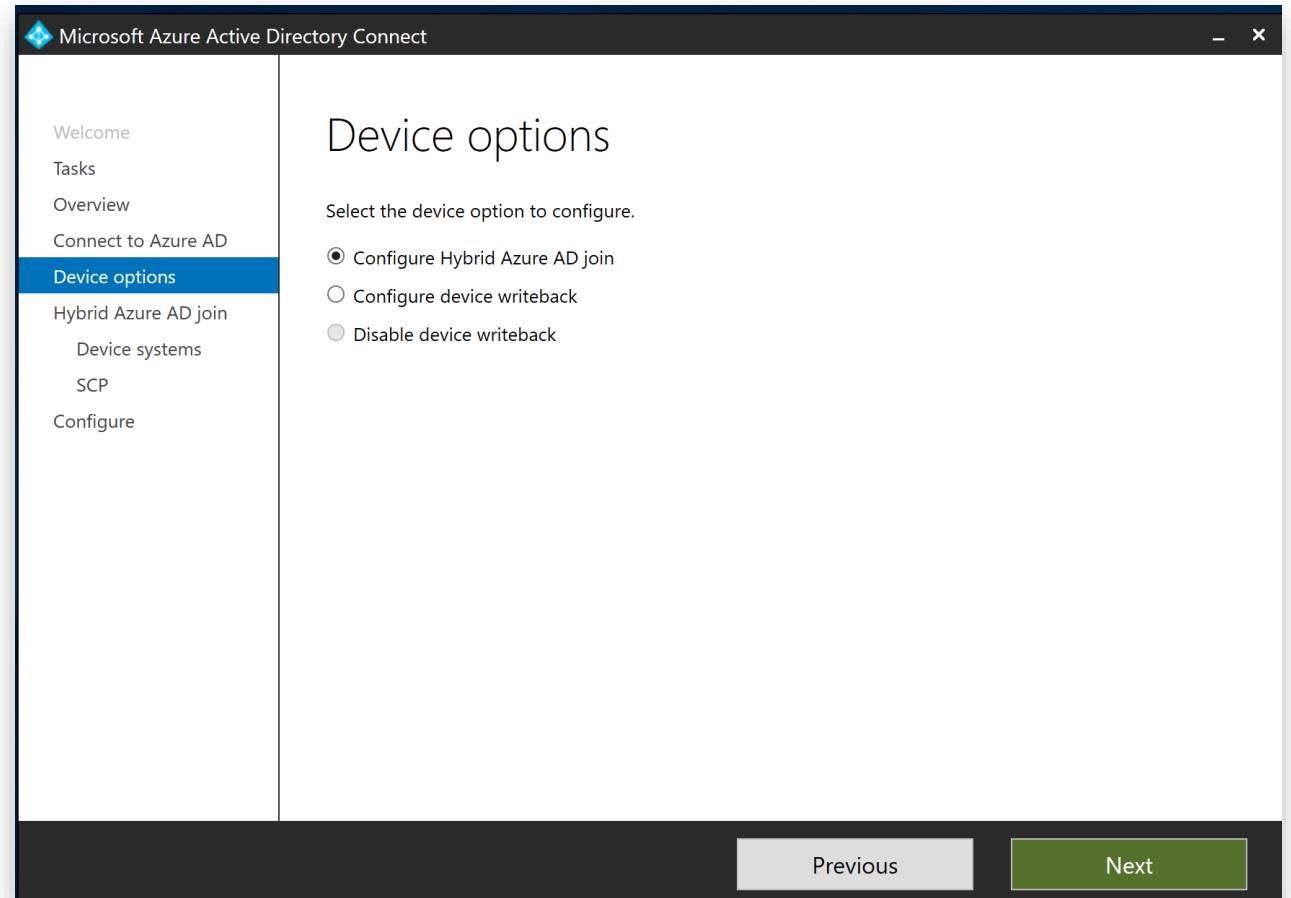 Microsoft Azure Active Directory Connect
Welcome
Tasks
Overview
Connect to Azure AD
Device options
Hybrid Azure AD join
Device systems
SCP
Configure
Device options
Select the device option to configure.
Configure Hybrid Azure AD join
Configure device writeback
Disable device writeback
Previous
Next